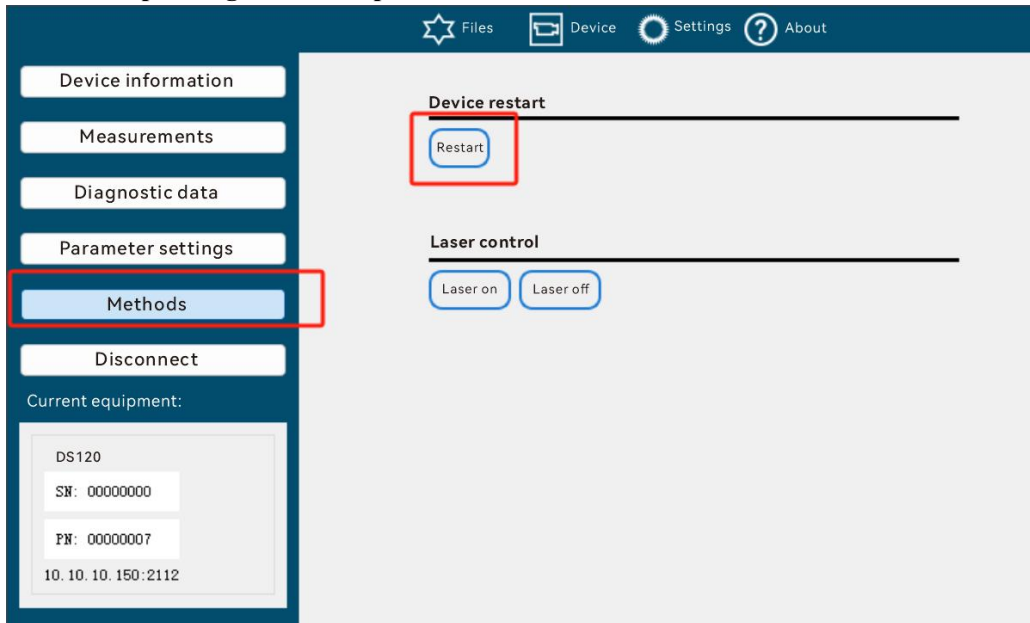 Files Device Settings ? About
Device information
Measurements
Diagnostic data
Parameter settings
Methods
Disconnect
Current equipment:
DS120
SN: 00000000
PN: 00000007
10.10.10.150:2112
Device restart
Restart
Laser control
Laser on Laser off